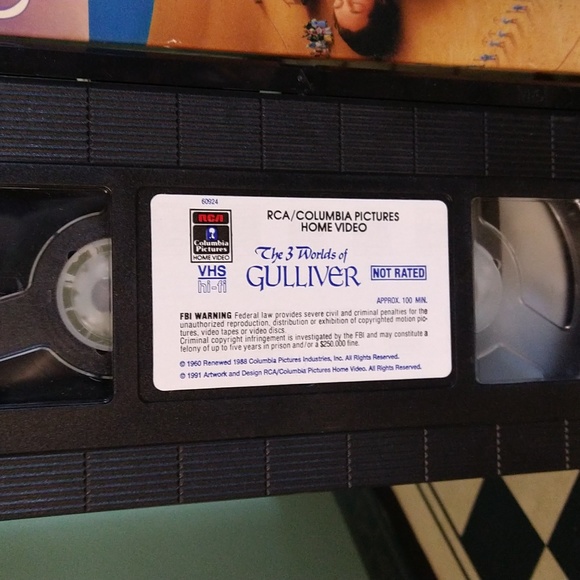 60924
RCA
Columbia
Pictures
HOME VIDEO
VHS
hi-fi
RCA/COLUMBIA PICTURES
HOME VIDEO
The 3 Worlds of
GULLIVER
NOT RATED
APPROX. 100 MIN.
FBI WARNING Federal law provides severe civil and criminal penalties for the
unauthorized reproduction, distribution or exhibition of copyrighted motion pic-
tures, video tapes or video discs.
Criminal copyright infringement is investigated by the FBI and may constitute a
felony of up to five years in prison and/or a $250,000 fine.
© 1960 Renewed 1988 Columbia Pictures Industries, Inc. All Rights Reserved.
© 1991 Artwork and Design RCA/Columbia Pictures Home Video. All Rights Reserved.